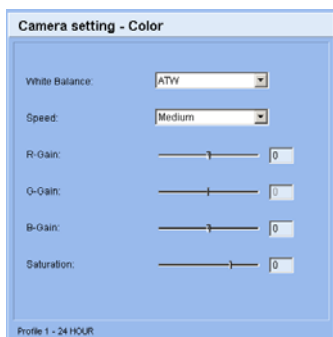 Camera setting - Color
White Balance: ATW
Speed: Medium
R-Gain: 0
G-Gain: 0
B-Gain: 0
Saturation: 0
Profile 1 - 24 HOUR